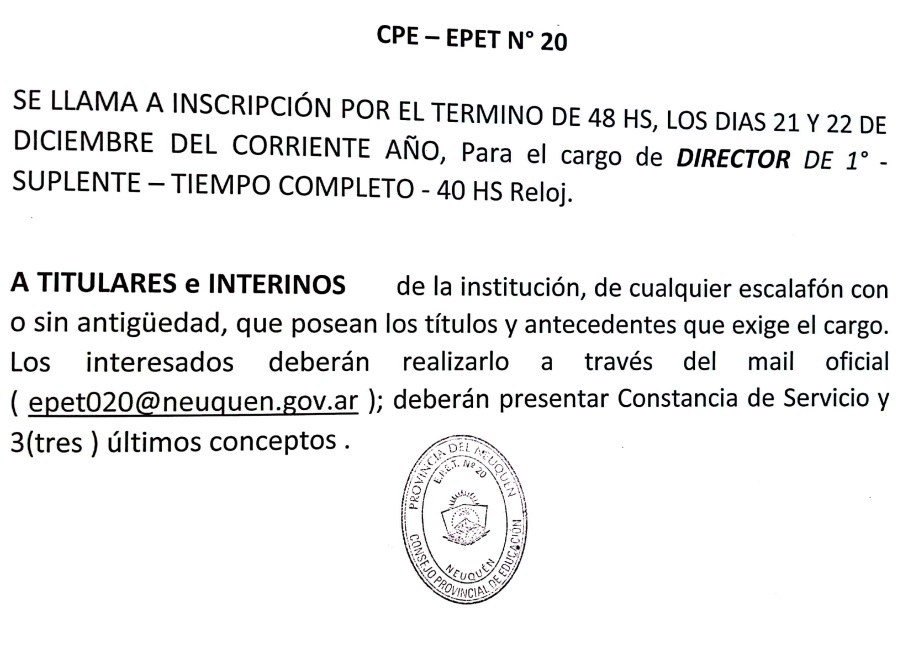 CPE – EPET N° 20
SE LLAMA A INSCRIPCIÓN POR EL TERMINO DE 48 HS, LOS DIAS 21 Y 22 DE
DICIEMBRE DEL CORRIENTE AÑO, Para el cargo de DIRECTOR DE 1° -
SUPLENTE – TIEMPO COMPLETO - 40 HS Reloj.
A TITULARES e INTERINOS de la institución, de cualquier escalafón con
o sin antigüedad, que posean los títulos y antecedentes que exige el cargo.
Los interesados deberán realizarlo a través del mail oficial
( epet020@neuquen.gov.ar ); deberán presentar Constancia de Servicio y
3(tres ) últimos conceptos .
PROVINCIA DEL NEUQUÉN
E.P.E.T. Nº 20
NEUQUÉN
CONSEJO PROVINCIAL DE EDUCACIÓN